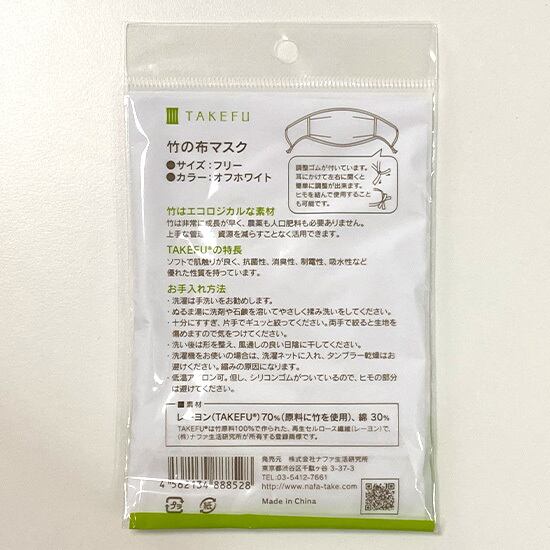 TAKEFU
竹の布マスク
●サイズ：フリー
●カラー：オフホワイト
調整ゴムが付いています。
耳にかけて左右に開くと
簡単に調整が出来ます。
ヒモを結んで使用すること
も可能です。
竹はエコロジカルな素材
竹は非常に成長が早く、農薬も人口肥料も必要ありません。
上手な管理で資源を減らすことなく活用できます。
TAKEFU®の特長
ソフトで肌触りが良く、抗菌性、消臭性、制電性、吸水性など
優れた性質を持っています。
お手入れ方法
・洗濯は手洗いをお勧めします。
・ぬるま湯に洗剤や石鹸を溶いてやさしく揉み洗いをしてください。
・十分にすすぎ、片手でギュッと絞ってください。両手で絞ると生地を
傷めますので気をつけてください。
・洗い後は形を整え、風通しの良い日陰に干してください。
・洗濯機をお使いの場合は、洗濯ネットに入れ、タンブラー乾燥はお
避けください。縮みの原因になります。
・低温アイロン可。但し、シリコンゴムがついているので、ヒモの部分
は避けてください。
■素材
レーヨン(TAKEFU®)70%(原料に竹を使用)、綿 30%
TAKEFU®は竹原料100%で作られた、再生セルロース繊維(レーヨン)で、
(株)ナファ生活研究所が所有する登録商標です。
発売元 株式会社ナファ生活研究所
東京都渋谷区千駄ヶ谷 3-37-3
TEL:03-5412-7661
http://www.nafa-take.com/
4 562134 888528
Made in China
プラ
紙